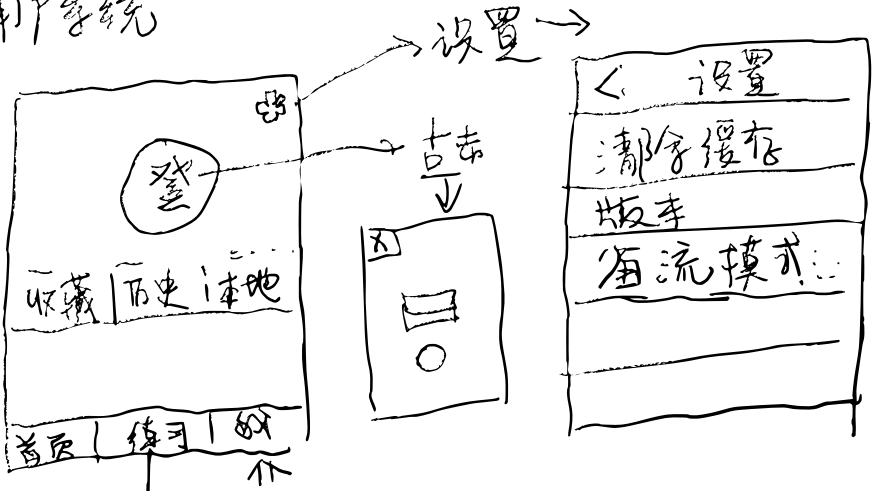 户系统
设置
< 设置
登
点击
清除缓存
X
版本
省流模式
收藏 历史 本地
首页 练习 我